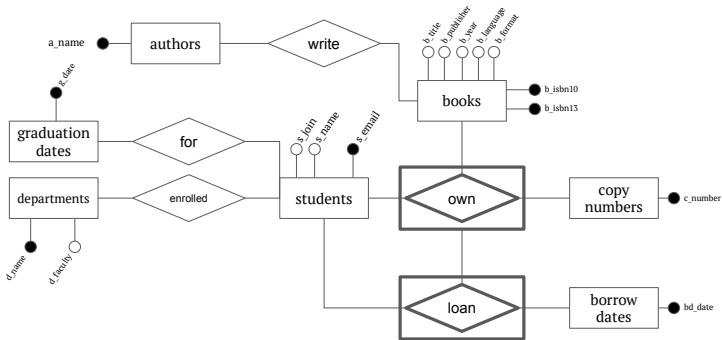 b_title
b_publisher
b_year
b_language
b_format
a_name
authors
write
g_date
books
b_isbn10
b_isbn13
graduation
dates
for
s_join
s_name
s_email
departments
enrolled
students
own
copy
numbers
c_number
d_name
d_faculty
loan
borrow
dates
bd_date